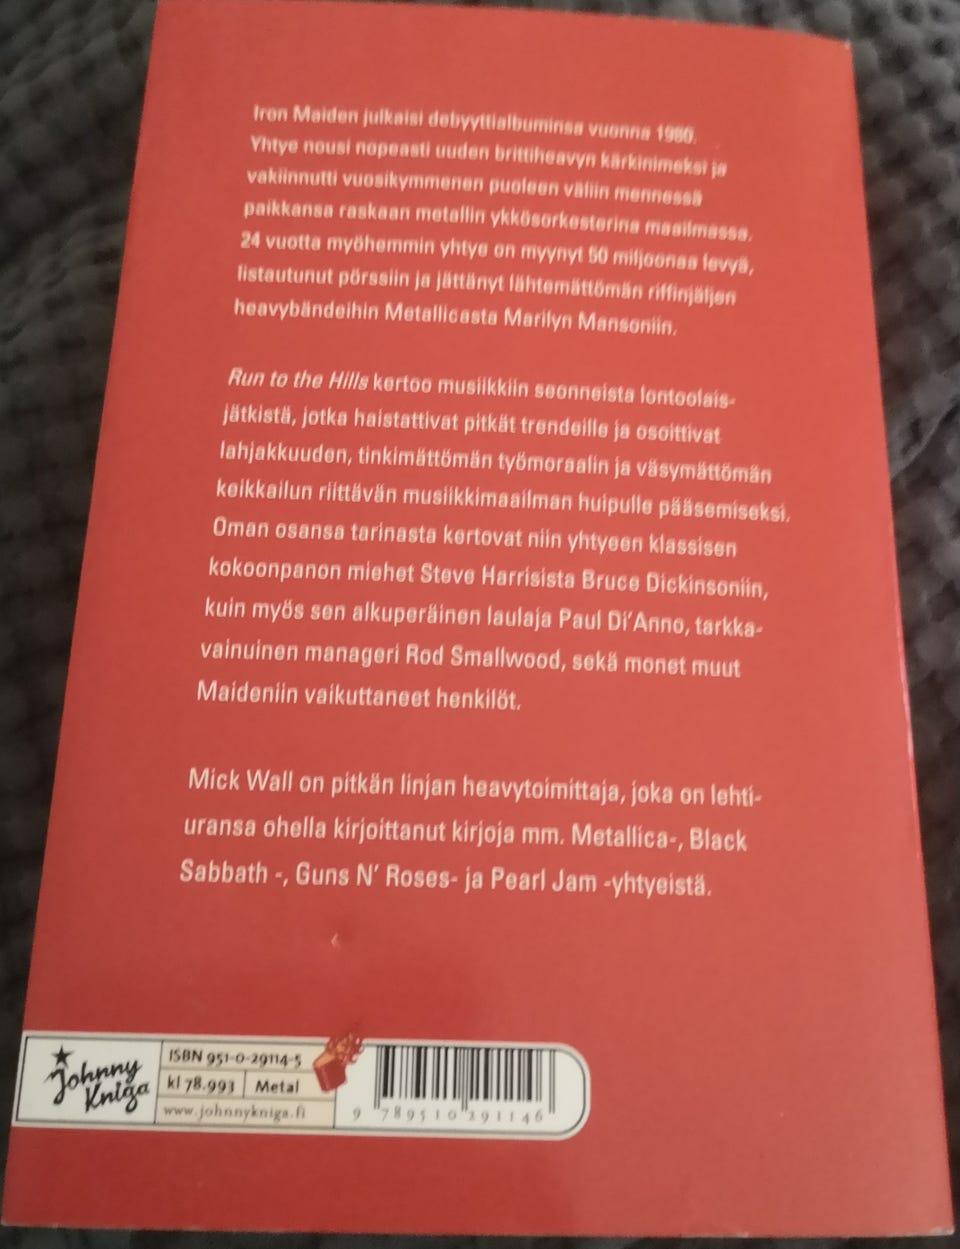 Iron Maiden julkaisi debyyttialbuminsa vuonna 1980.
Yhtye nousi nopeasti uuden brittiheavyn kärkinimeksi ja
vakiinnutti vuosikymmenen puoleen väliin mennessä
paikkansa raskaan metallin ykkösorkesterina maailmassa.
24 vuotta myöhemmin yhtye on myynyt 50 miljoonaa levyä,
listautunut pörssiin ja jättänyt lähtemättömän riffinjäljen
heavybändeihin Metallicasta Marilyn Mansoniin.
Run to the Hills kertoo musiikkiin seonneista lontoolais-
jätkistä, jotka haistattivat pitkät trendeille ja osoittivat
lahjakkuuden, tinkimättömän työmoraalin ja väsymättömän
keikkailun riittävän musiikkimaailman huipulle pääsemiseksi.
Oman osansa tarinasta kertovat niin yhtyeen klassisen
kokoonpanon miehet Steve Harrisista Bruce Dickinsoniin,
kuin myös sen alkuperäinen laulaja Paul Di'Anno, tarkka-
vainuinen manageri Rod Smallwood, sekä monet muut
Maideniin vaikuttaneet henkilöt.
Mick Wall on pitkän linjan heavytoimittaja, joka on lehti-
uransa ohella kirjoittanut kirjoja mm. Metallica-, Black
Sabbath -, Guns N' Roses- ja Pearl Jam -yhtyeistä.
Johnny
Kniga
ISBN 951-0-29114-5
kl 78.993 Metal
www.johnnykniga.fi
9 789510 291146